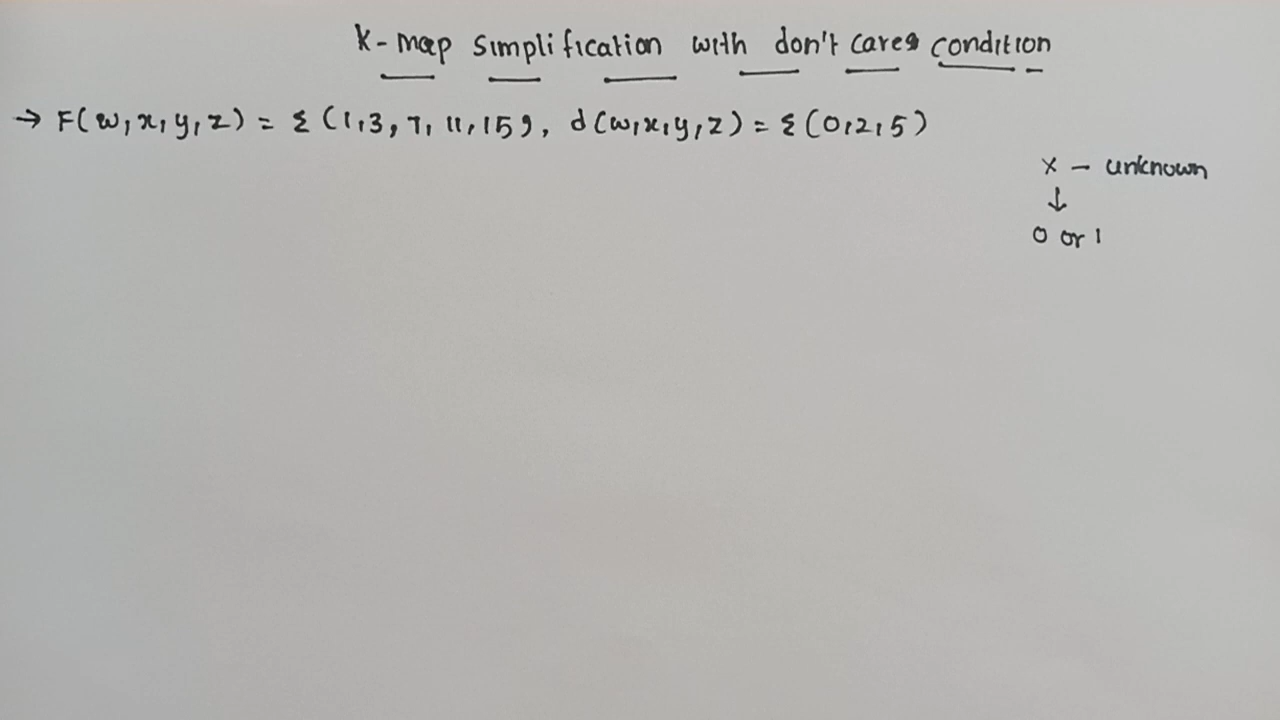 K-map simplification with don't cares condition
→ F(w,x,y,z) = Σ(1,3,7,11,15), d(w,x,y,z) = Σ(0,2,5)
x - unknown
↓
0 or 1